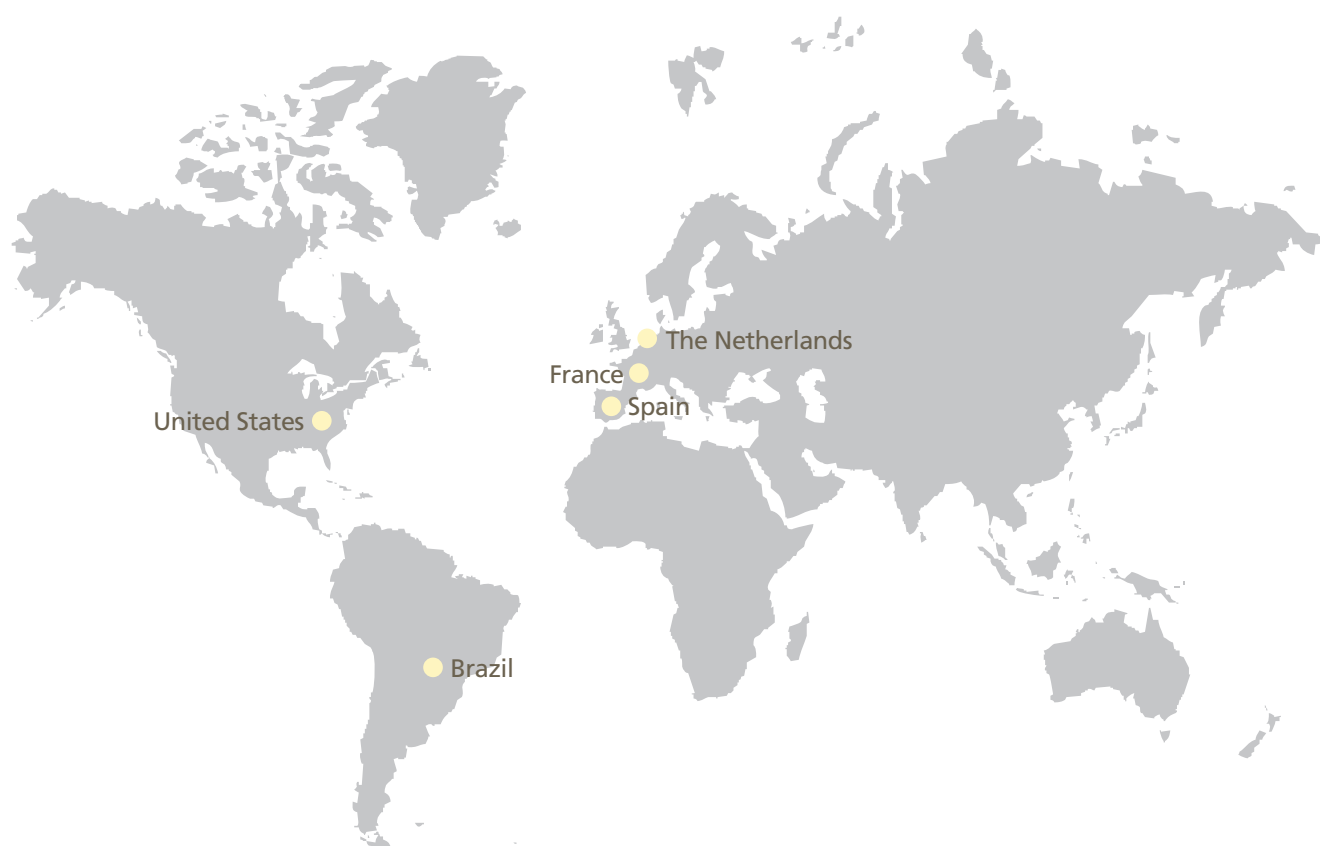 The Netherlands
France
Spain
United States
Brazil